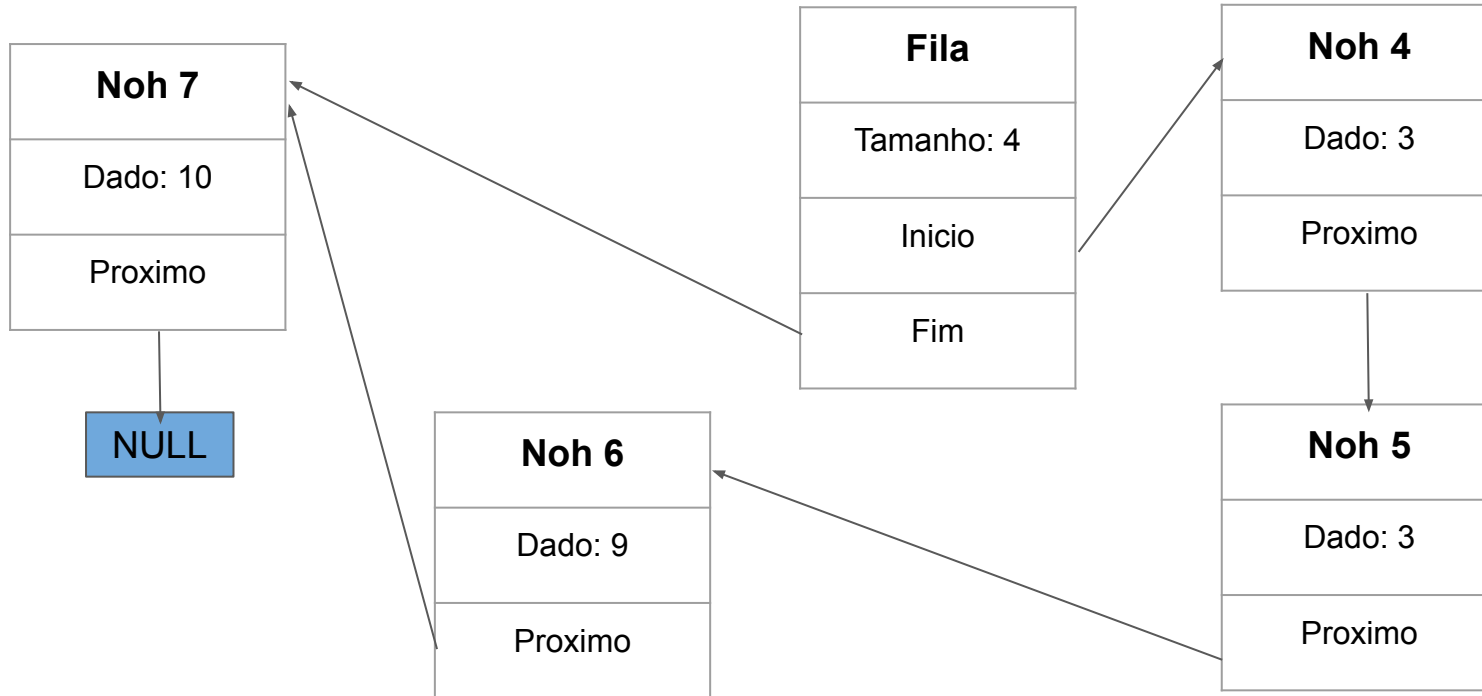 Noh 7
Dado: 10
Proximo
NULL
Fila
Tamanho: 4
Inicio
Fim
Noh 4
Dado: 3
Proximo
Noh 5
Dado: 3
Proximo
Noh 6
Dado: 9
Proximo